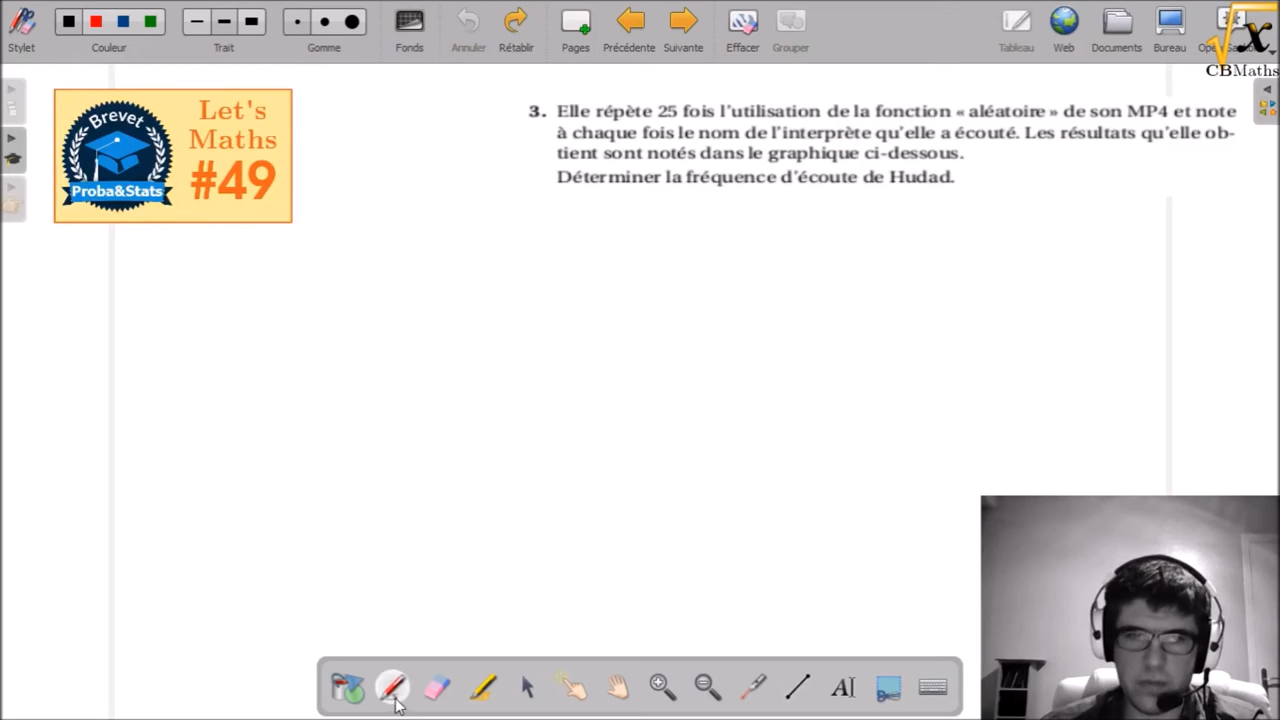 Stylet
Couleur
Trait
Gomme
Fonds
Annuler
Rétablir
Pages
Précédente
Suivante
Effacer
Grouper
Tableau
Web
Documents
Bureau
CBMaths
Brevet
Proba&Stats
Let's
Maths
#49
3. Elle répète 25 fois l'utilisation de la fonction « aléatoire » de son MP4 et note
à chaque fois le nom de l'interprète qu'elle a écouté. Les résultats qu'elle ob-
tient sont notés dans le graphique ci-dessous.
Déterminer la fréquence d'écoute de Hudad.
AI